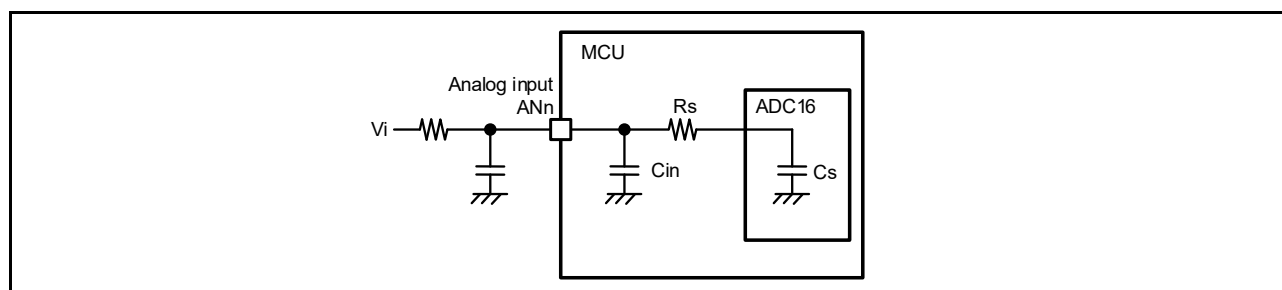 MCU
Analog input
ANn
Rs
ADC16
Vi
Cin
Cs